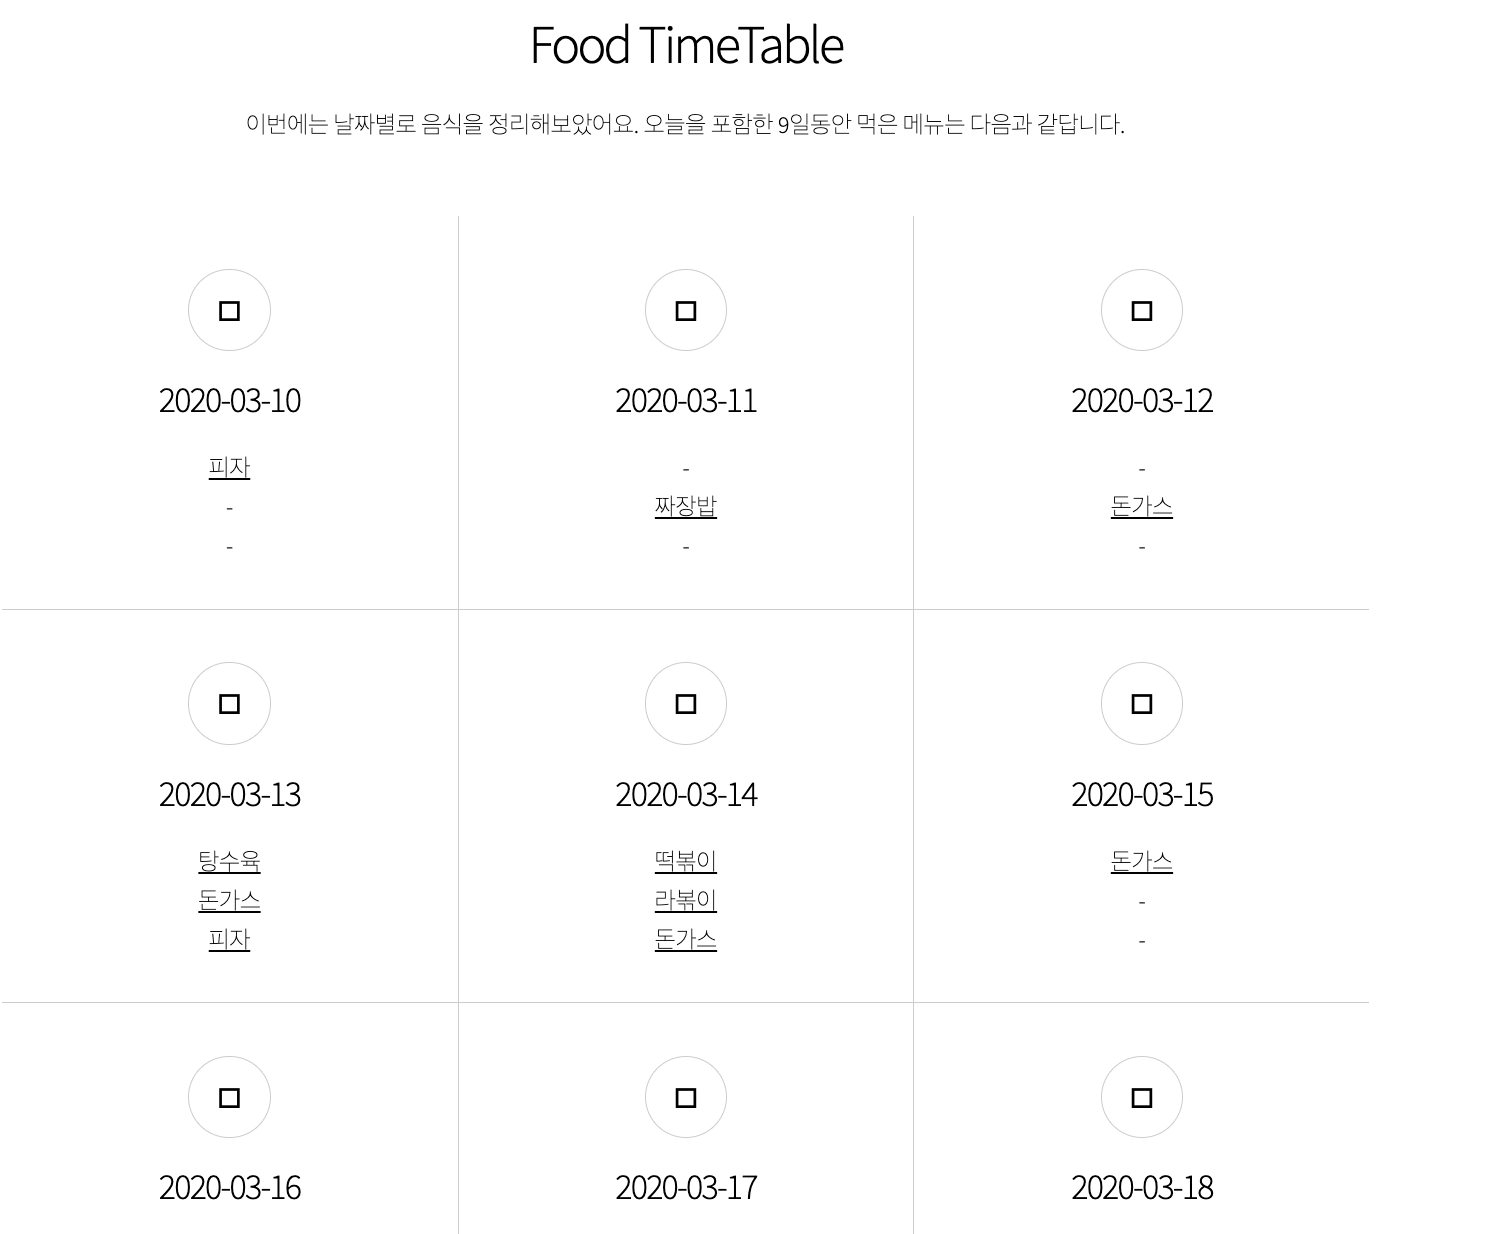 Food TimeTable
이번에는 날짜별로 음식을 정리해보았어요. 오늘을 포함한 9일동안 먹은 메뉴는 다음과 같답니다.
2020-03-10
피자
-
-
2020-03-11
-
짜장밥
-
2020-03-12
-
돈가스
-
2020-03-13
탕수육
돈가스
피자
2020-03-14
떡볶이
라볶이
돈가스
2020-03-15
돈가스
-
-
2020-03-16
2020-03-17
2020-03-18